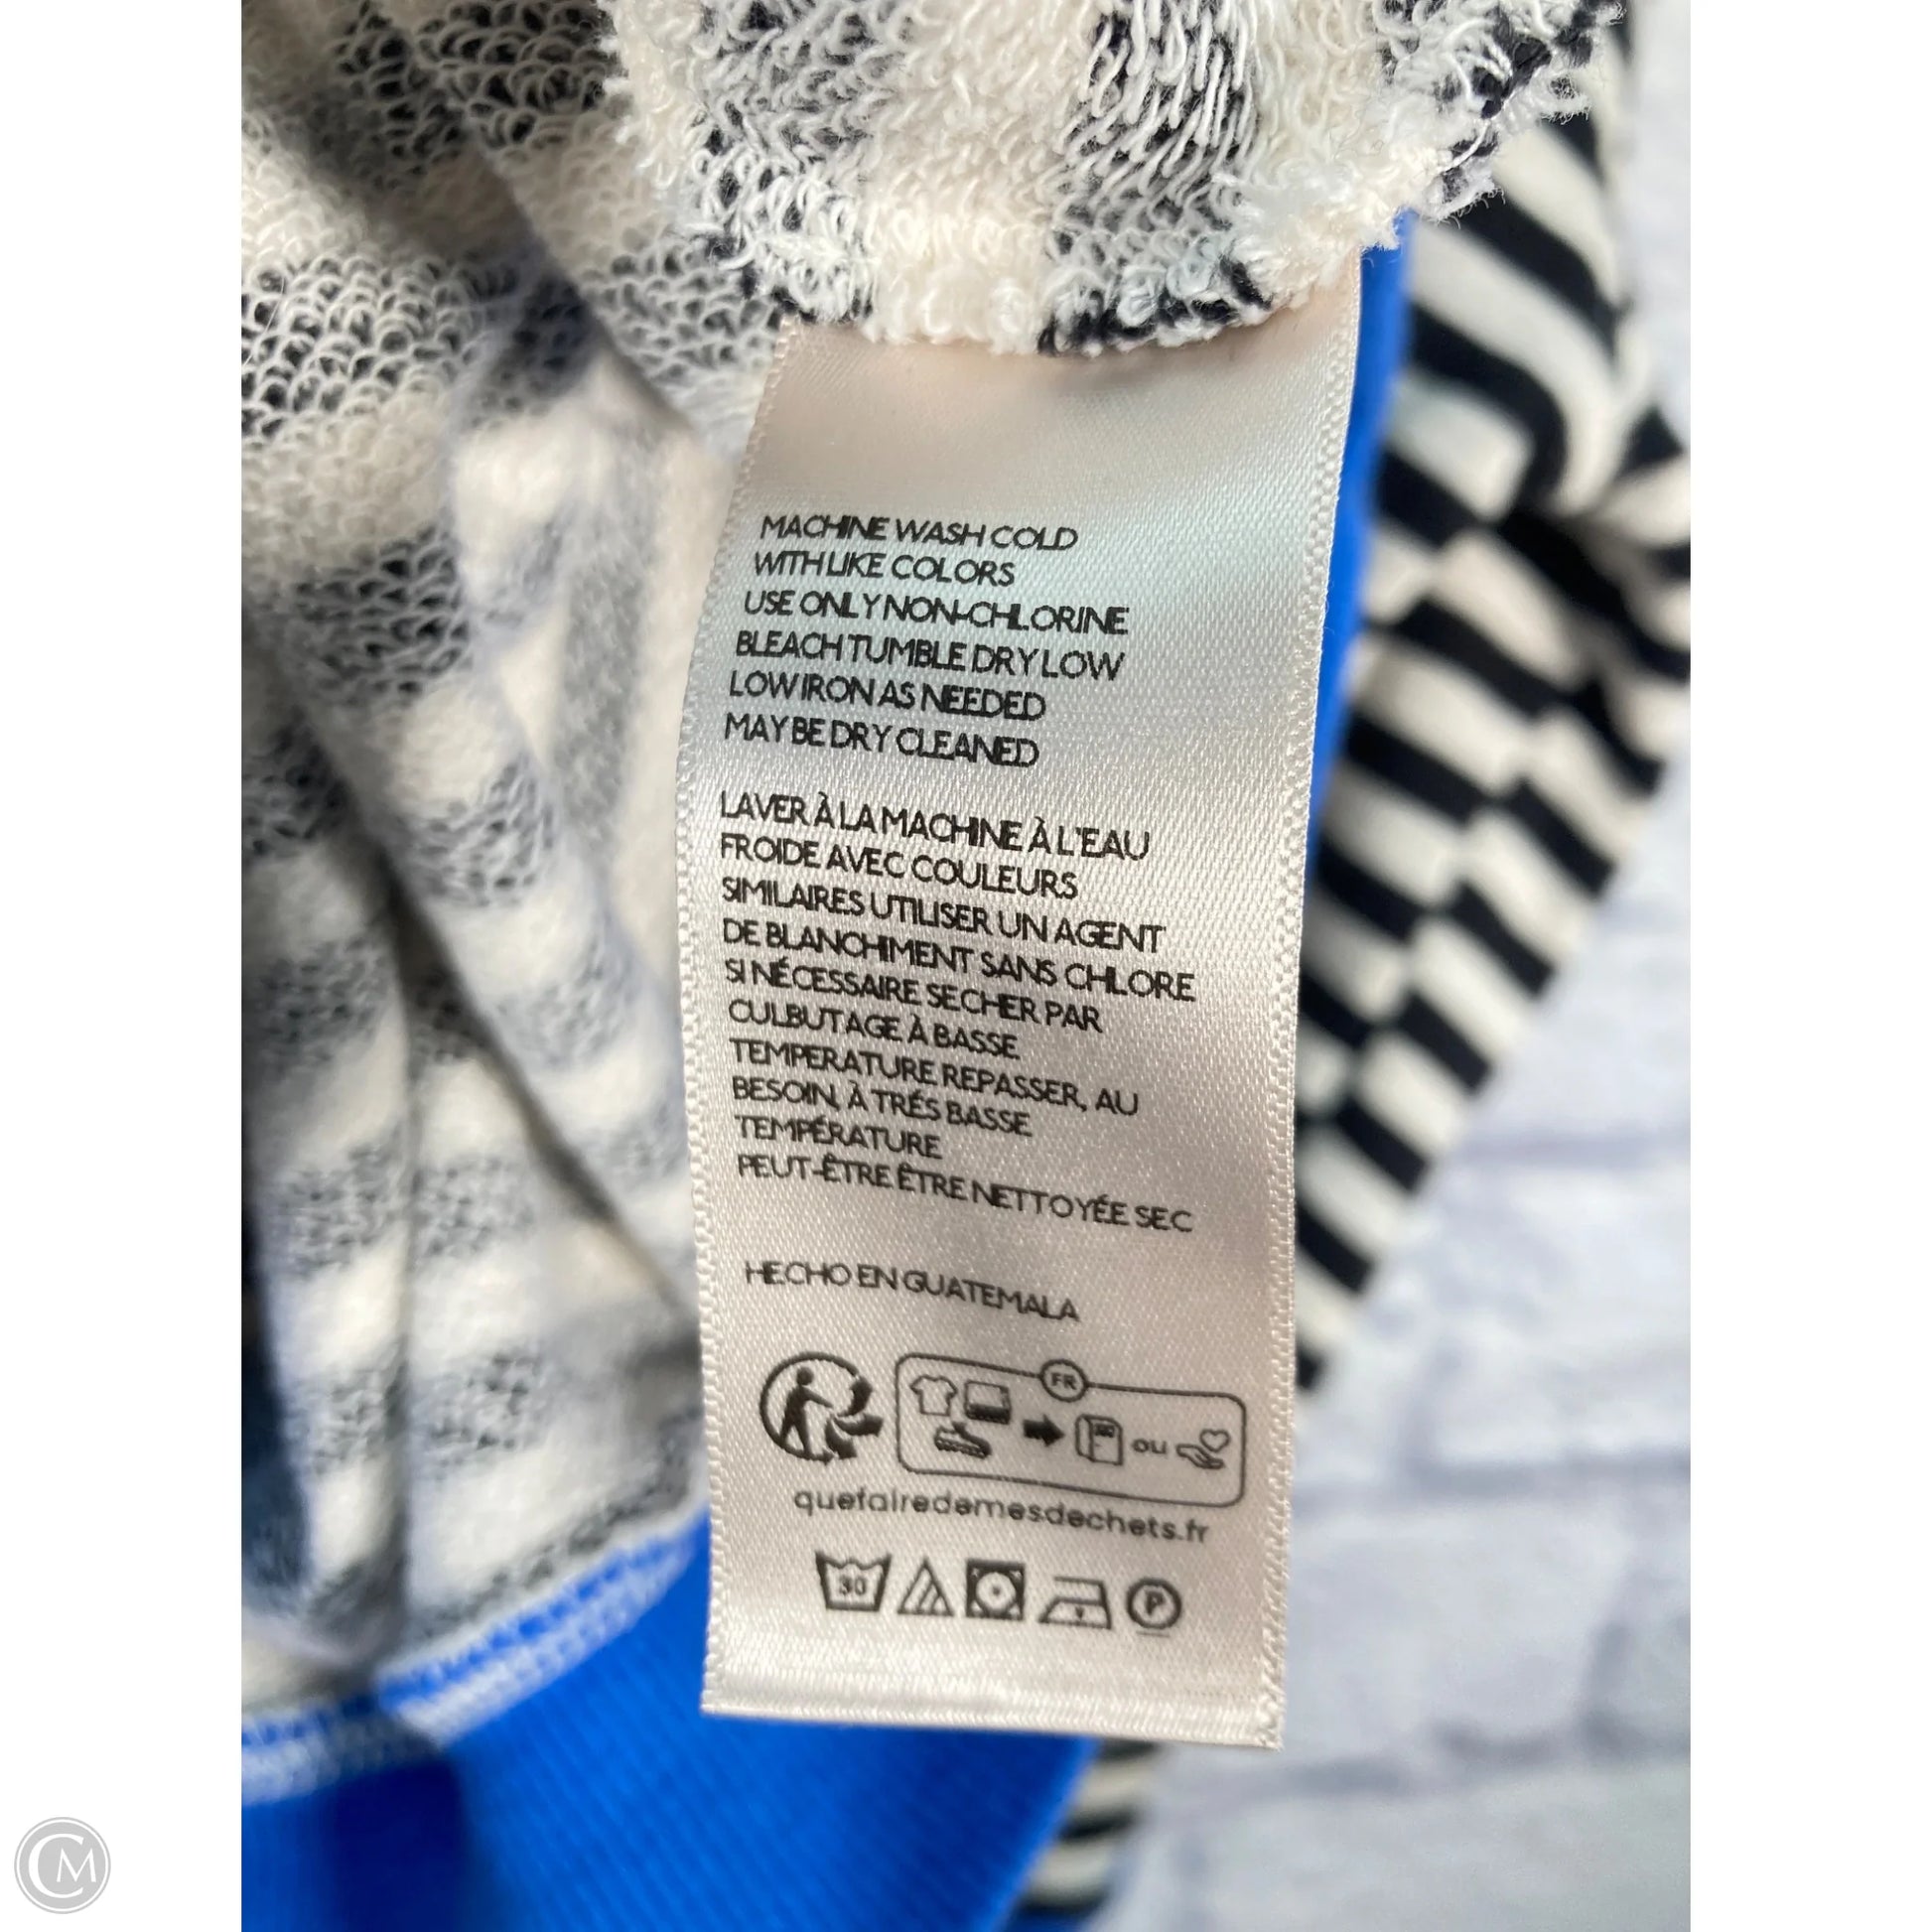 MACHINE WASH COLD
WITH LIKE COLORS
USE ONLY NON-CHLORINE
BLEACH TUMBLE DRY LOW
LOW IRON AS NEEDED
MAY BE DRY CLEANED
LAVER À LA MACHINE À L'EAU
FROIDE AVEC COULEURS
SIMILAIRES UTILISER UN AGENT
DE BLANCHIMENT SANS CHLORE
SI NÉCESSAIRE SECHER PAR
CULBUTAGE À BASSE
TEMPERATURE REPASSER, AU
BESOIN, À TRÉS BASSE
TEMPÉRATURE
PEUT-ÊTRE ÊTRE NETTOYÉE SEC
HECHO EN GUATEMALA
FR
ou
quefairedemesdechets.fr
30 P
CM